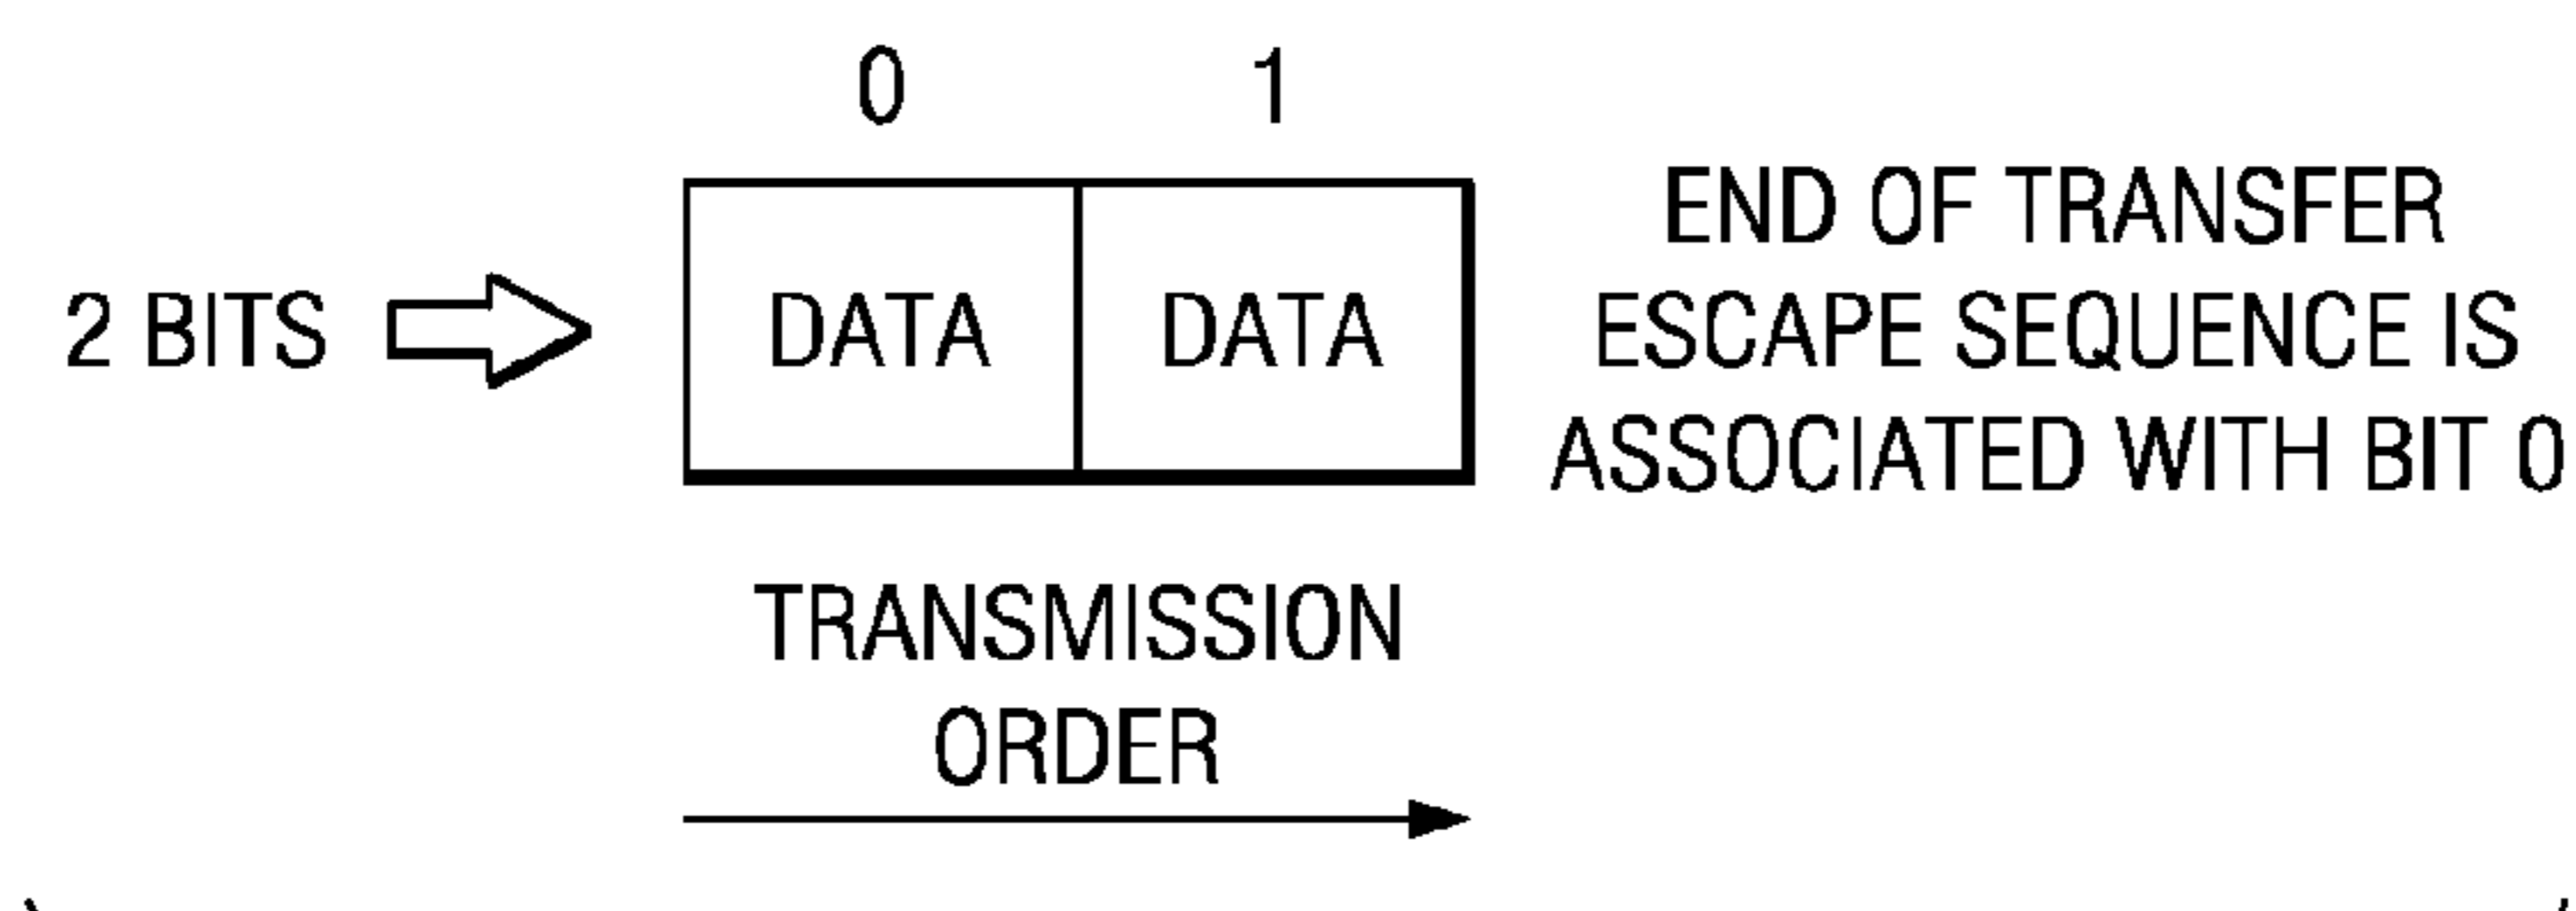 0 1
2 BITS
DATA DATA
END OF TRANSFER
ESCAPE SEQUENCE IS
ASSOCIATED WITH BIT 0
TRANSMISSION
ORDER